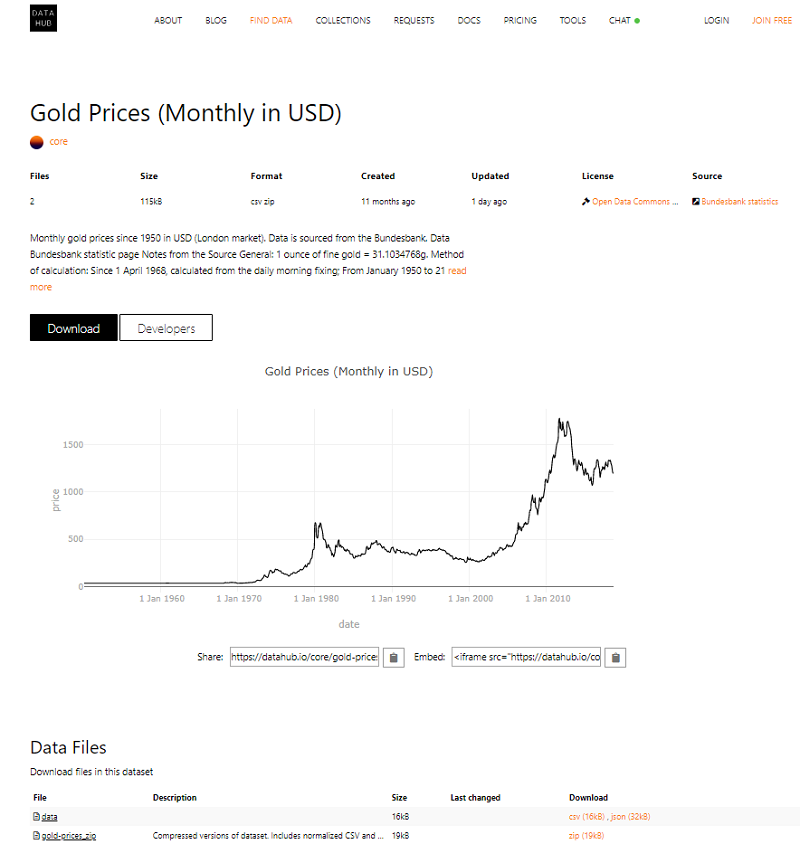 DATA
HUB
ABOUT BLOG FIND DATA COLLECTIONS REQUESTS DOCS PRICING TOOLS CHAT LOGIN JOIN FREE
Gold Prices (Monthly in USD)
core
Files Size Format Created Updated License Source
2 115kB csv zip 11 months ago 1 day ago Open Data Commons ... Bundesbank statistics
Monthly gold prices since 1950 in USD (London market). Data is sourced from the Bundesbank. Data
Bundesbank statistic page Notes from the Source General: 1 ounce of fine gold = 31.1034768g. Method
of calculation: Since 1 April 1968, calculated from the daily morning fixing; From January 1950 to 21 read
more
Download Developers
Gold Prices (Monthly in USD)
1500
1000
price
500
0
1 Jan 1960 1 Jan 1970 1 Jan 1980 1 Jan 1990 1 Jan 2000 1 Jan 2010
date
Share: https://datahub.io/core/gold-price: Embed: <iframe src="https://datahub.io/co
Data Files
Download files in this dataset
File Description Size Last changed Download
data 16kB csv (16kB) , json (32kB)
gold-prices_zip Compressed versions of dataset. Includes normalized CSV and ... 19kB zip (19kB)